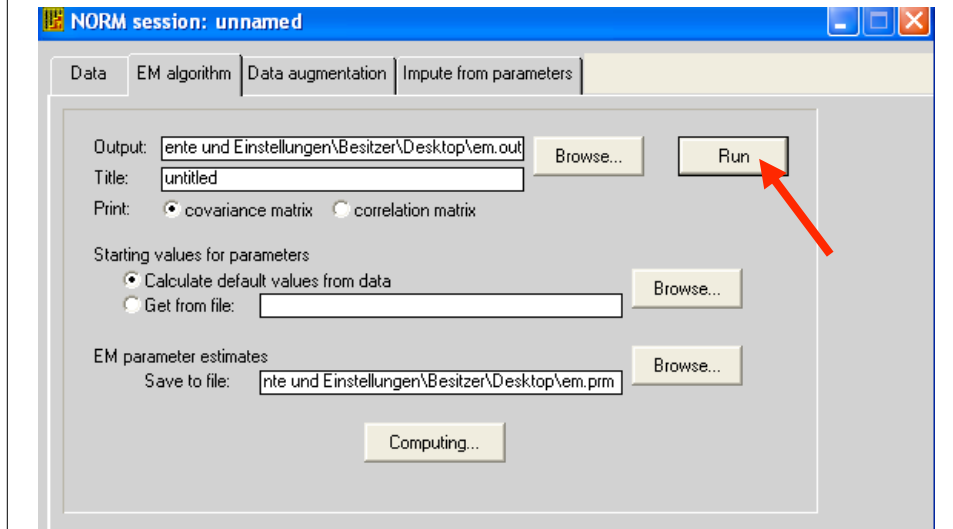 NORM session: unnamed
Data EM algorithm Data augmentation Impute from parameters
Output: ente und Einstellungen\Besitzer\Desktop\em.out Browse... Run
Title: untitled
Print: covariance matrix correlation matrix
Starting values for parameters
Calculate default values from data
Browse...
Get from file:
EM parameter estimates
Browse...
Save to file: nte und Einstellungen\Besitzer\Desktop\em.prm
Computing...